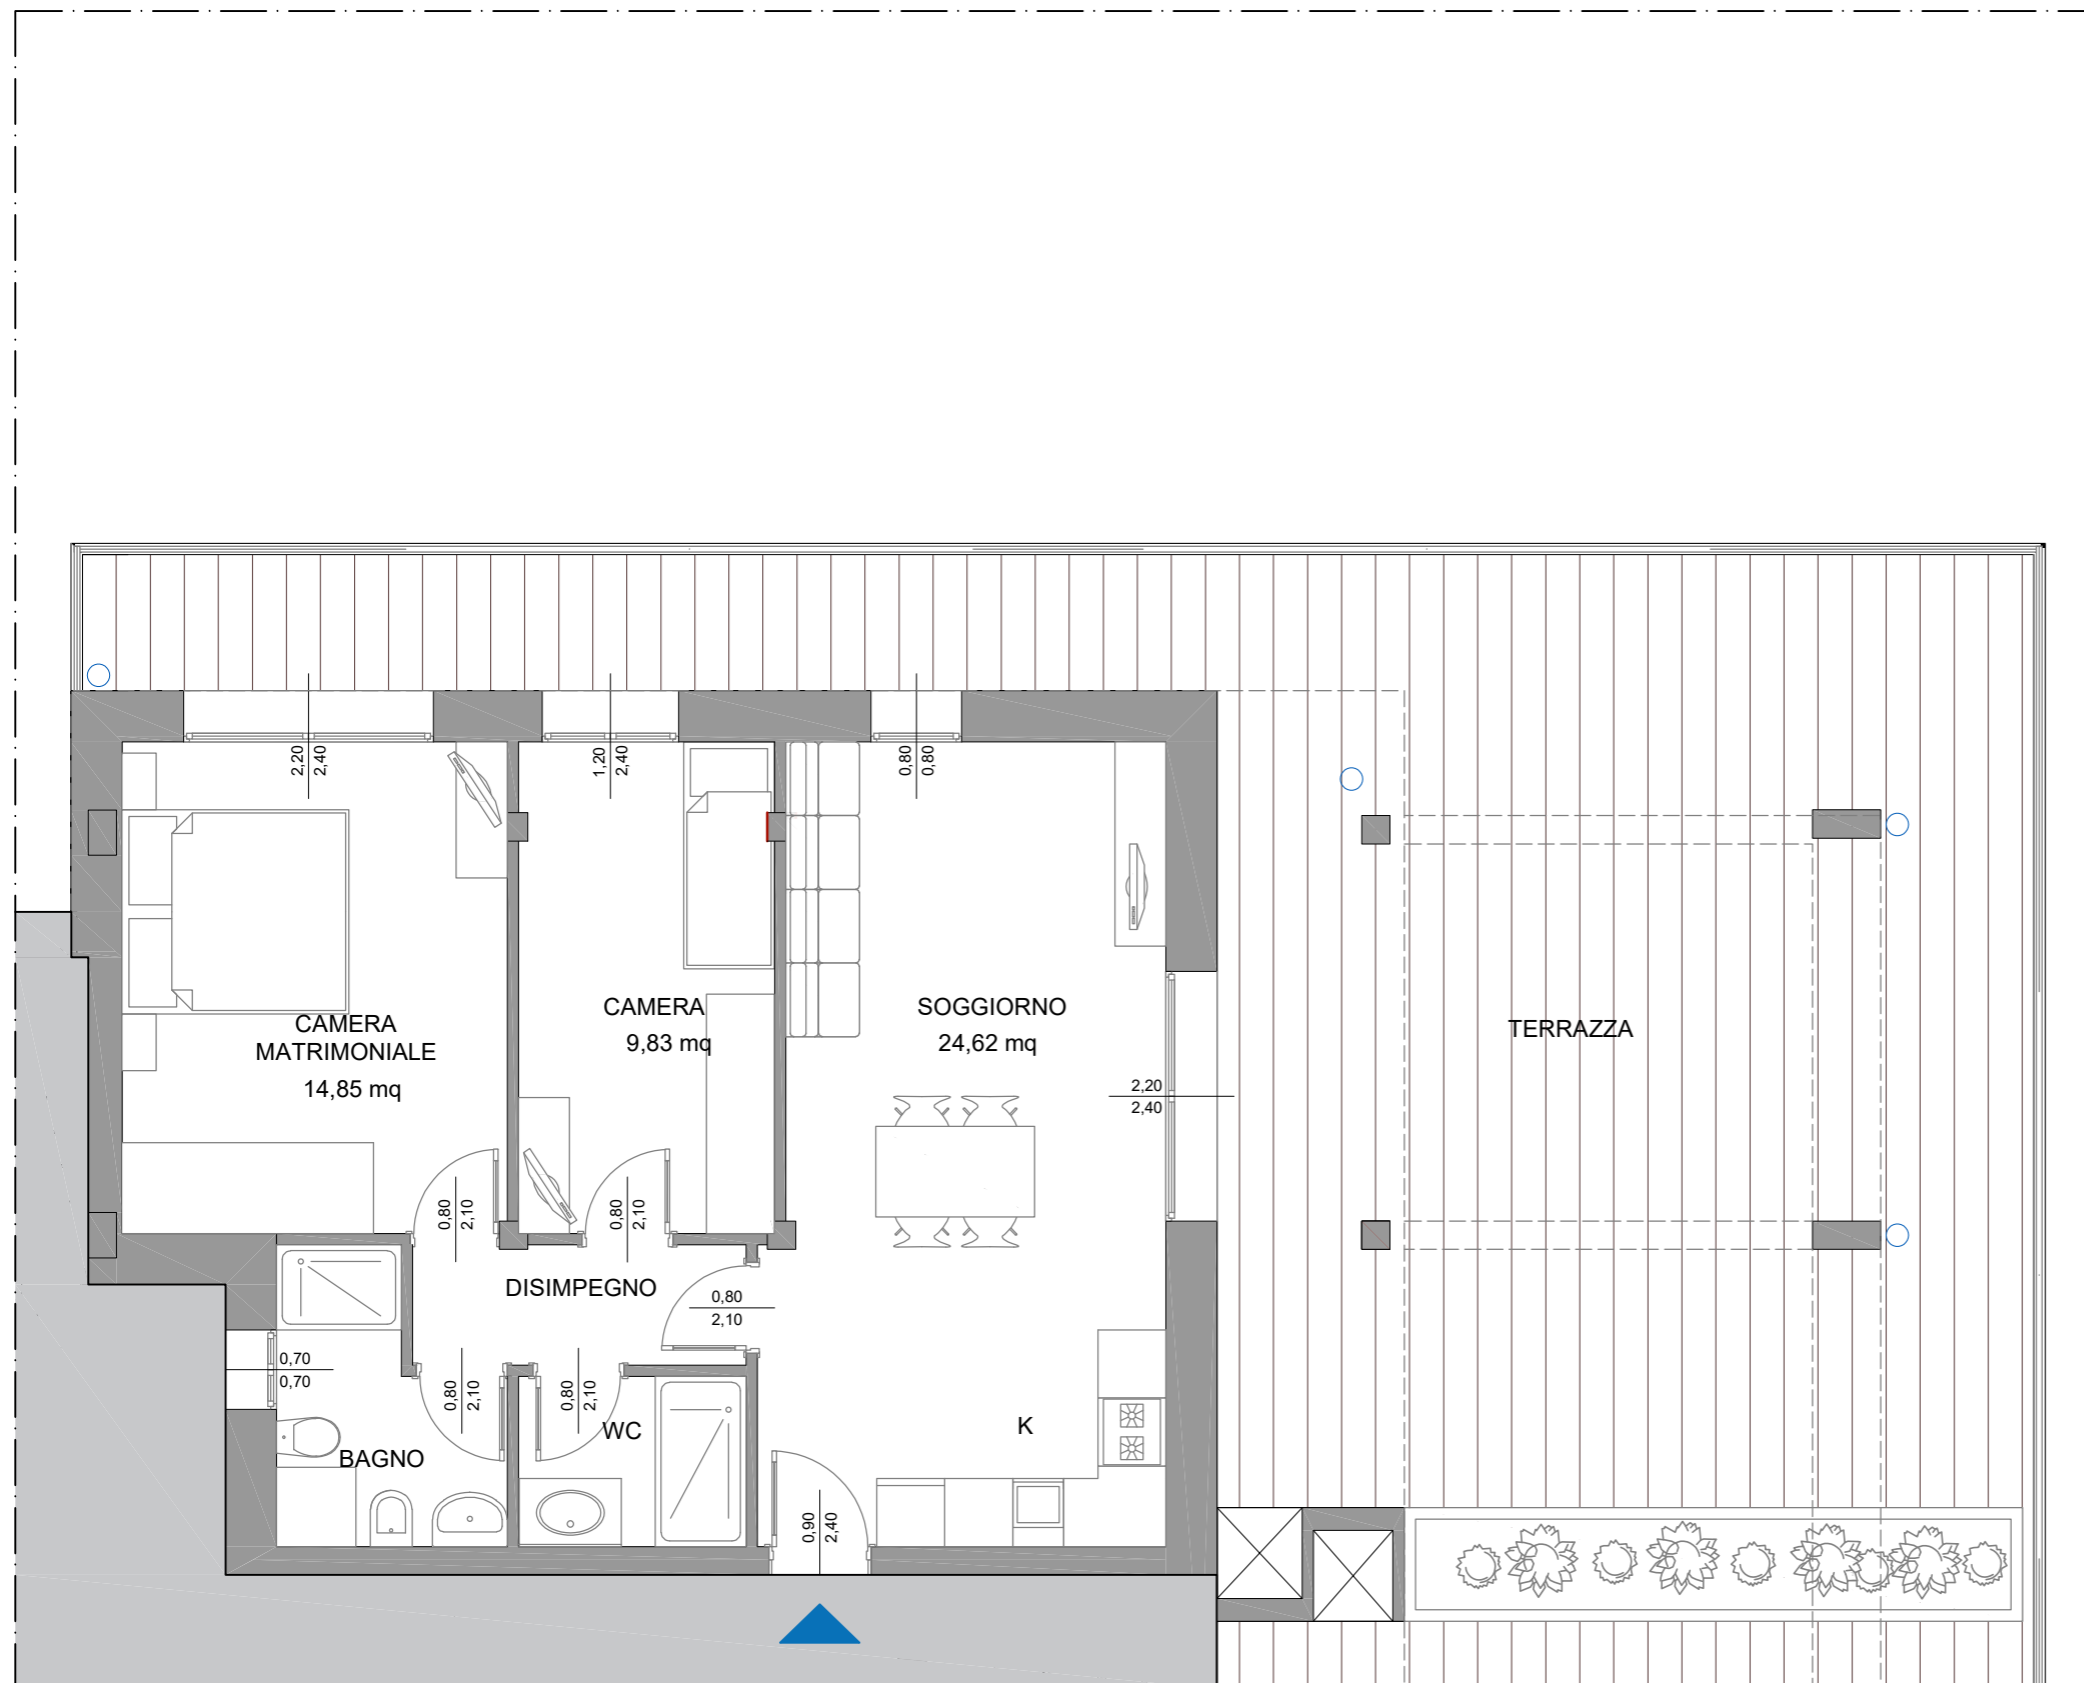 2,20
2,40
1,20
2,40
0,80
0,80
CAMERA
MATRIMONIALE
14,85 mq
CAMERA
9,83 mq
SOGGIORNO
24,62 mq
TERRAZZA
2,20
2,40
0,80
2,10
0,80
2,10
DISIMPEGNO
0,80
2,10
0,70
0,70
0,80
2,10
0,80
2,10
WC
K
BAGNO
0,90
2,40